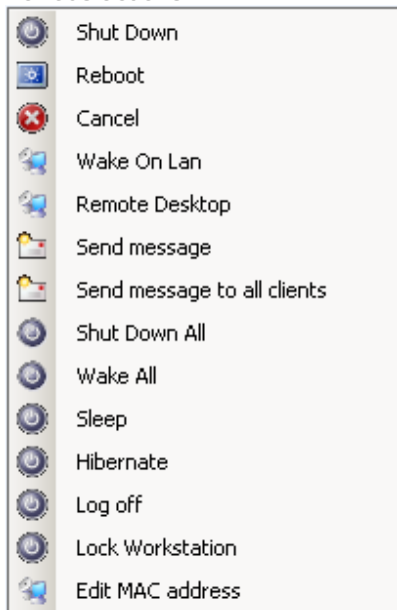 Shut Down
Reboot
Cancel
Wake On Lan
Remote Desktop
Send message
Send message to all clients
Shut Down All
Wake All
Sleep
Hibernate
Log off
Lock Workstation
Edit MAC address